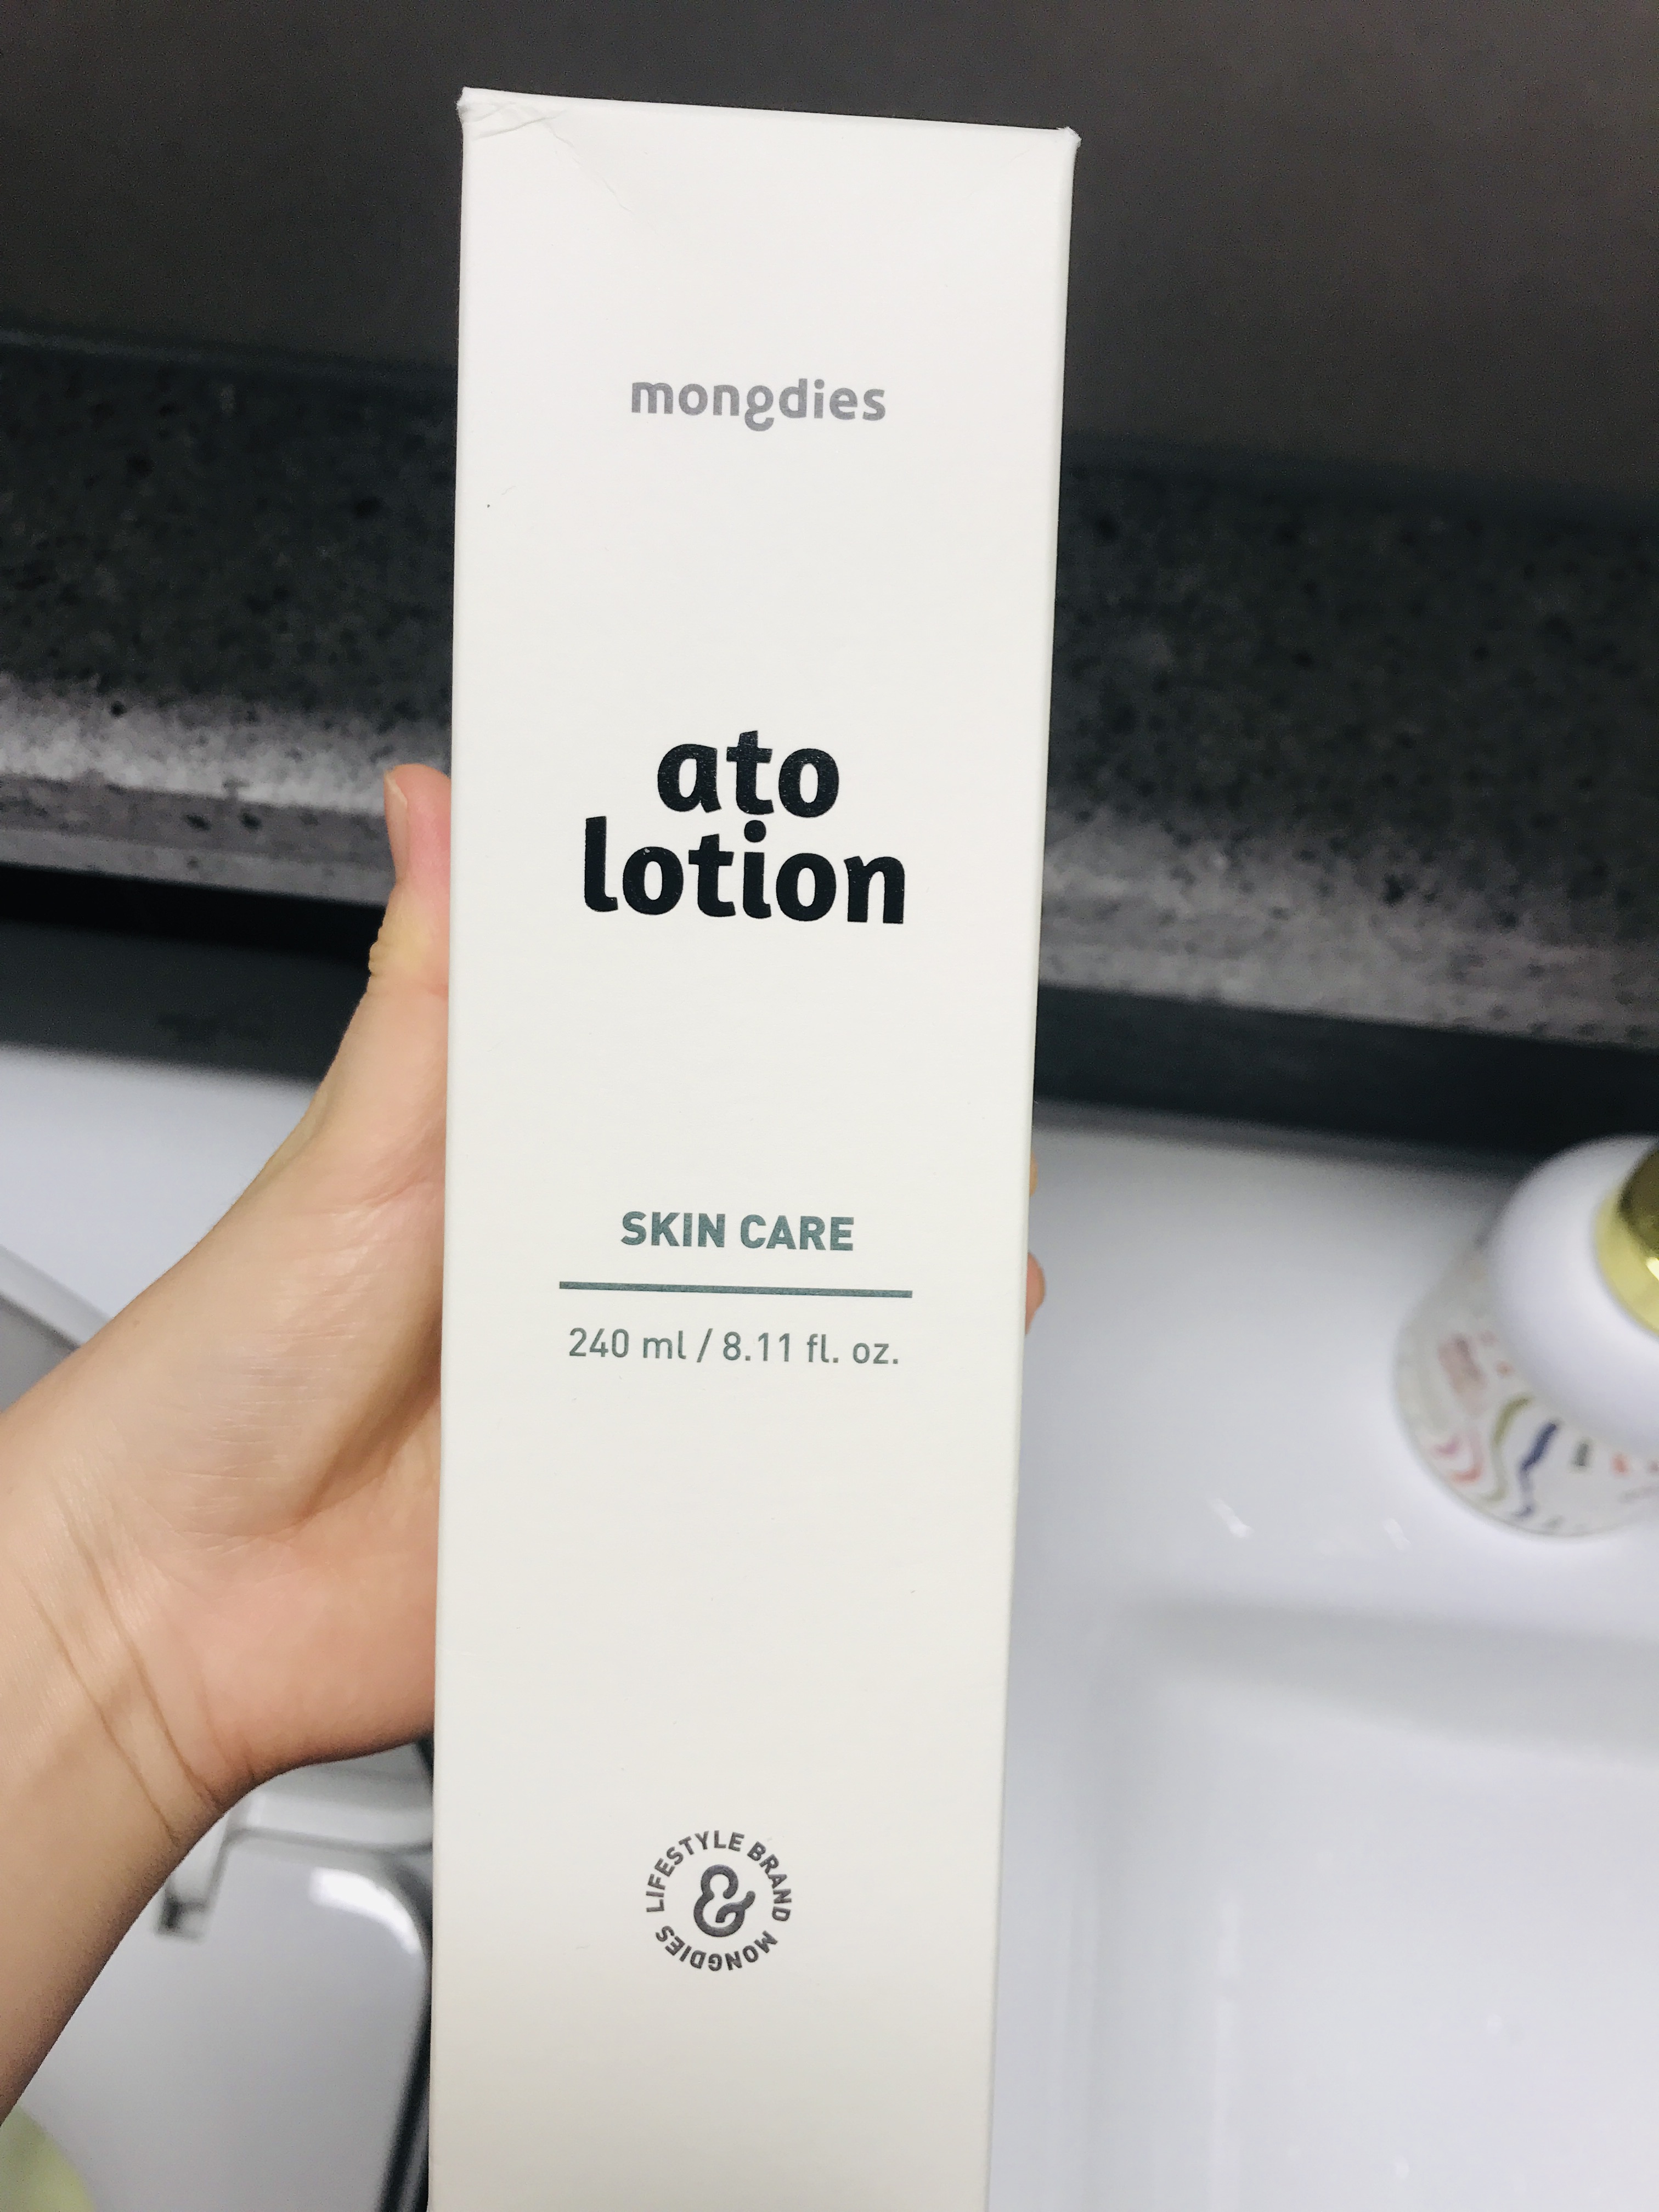 mongdies
ato
lotion
SKIN CARE
240 ml / 8.11 fl. oz.
LIFESTYLE BRAND MONGDIES
&